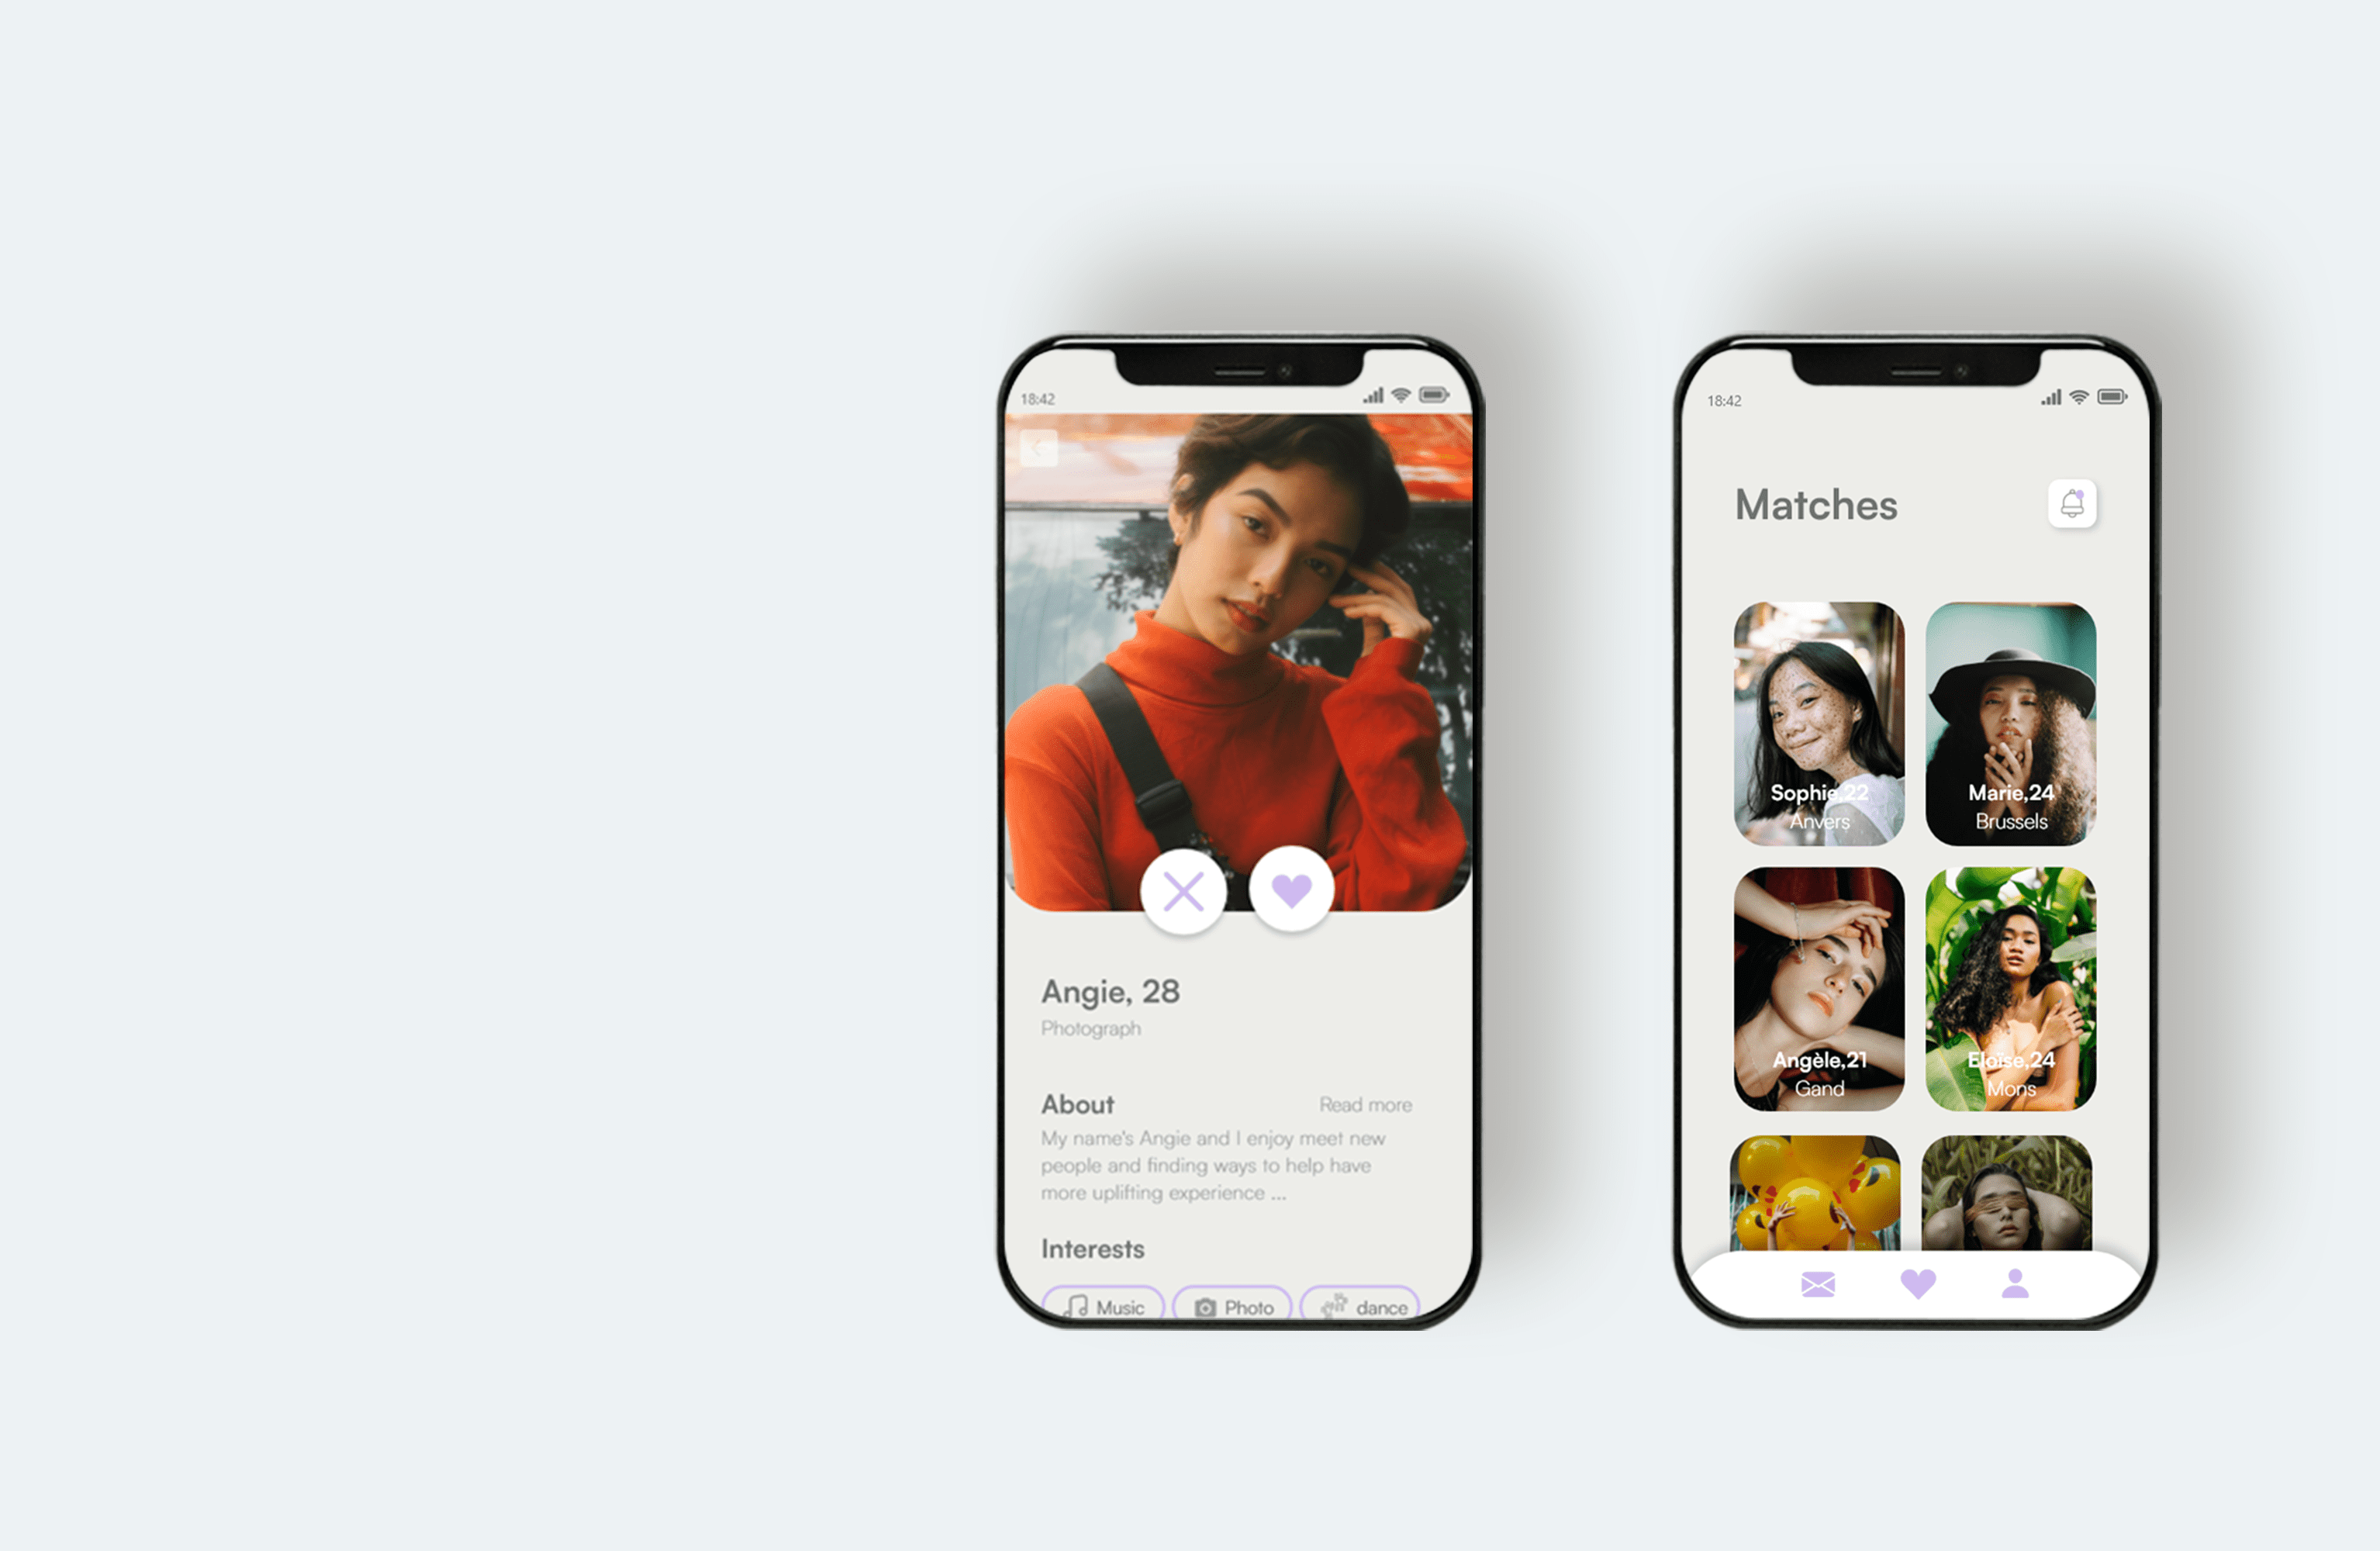 18:42
Angie, 28
Photograph
About
Read more
My name's Angie and I enjoy meet new
people and finding ways to help have
more uplifting experience ...
Interests
Music
Photo
dance
18:42
Matches
Sophie,22
Anvers
Marie,24
Brussels
Angèle,21
Gand
Eloïse,24
Mons